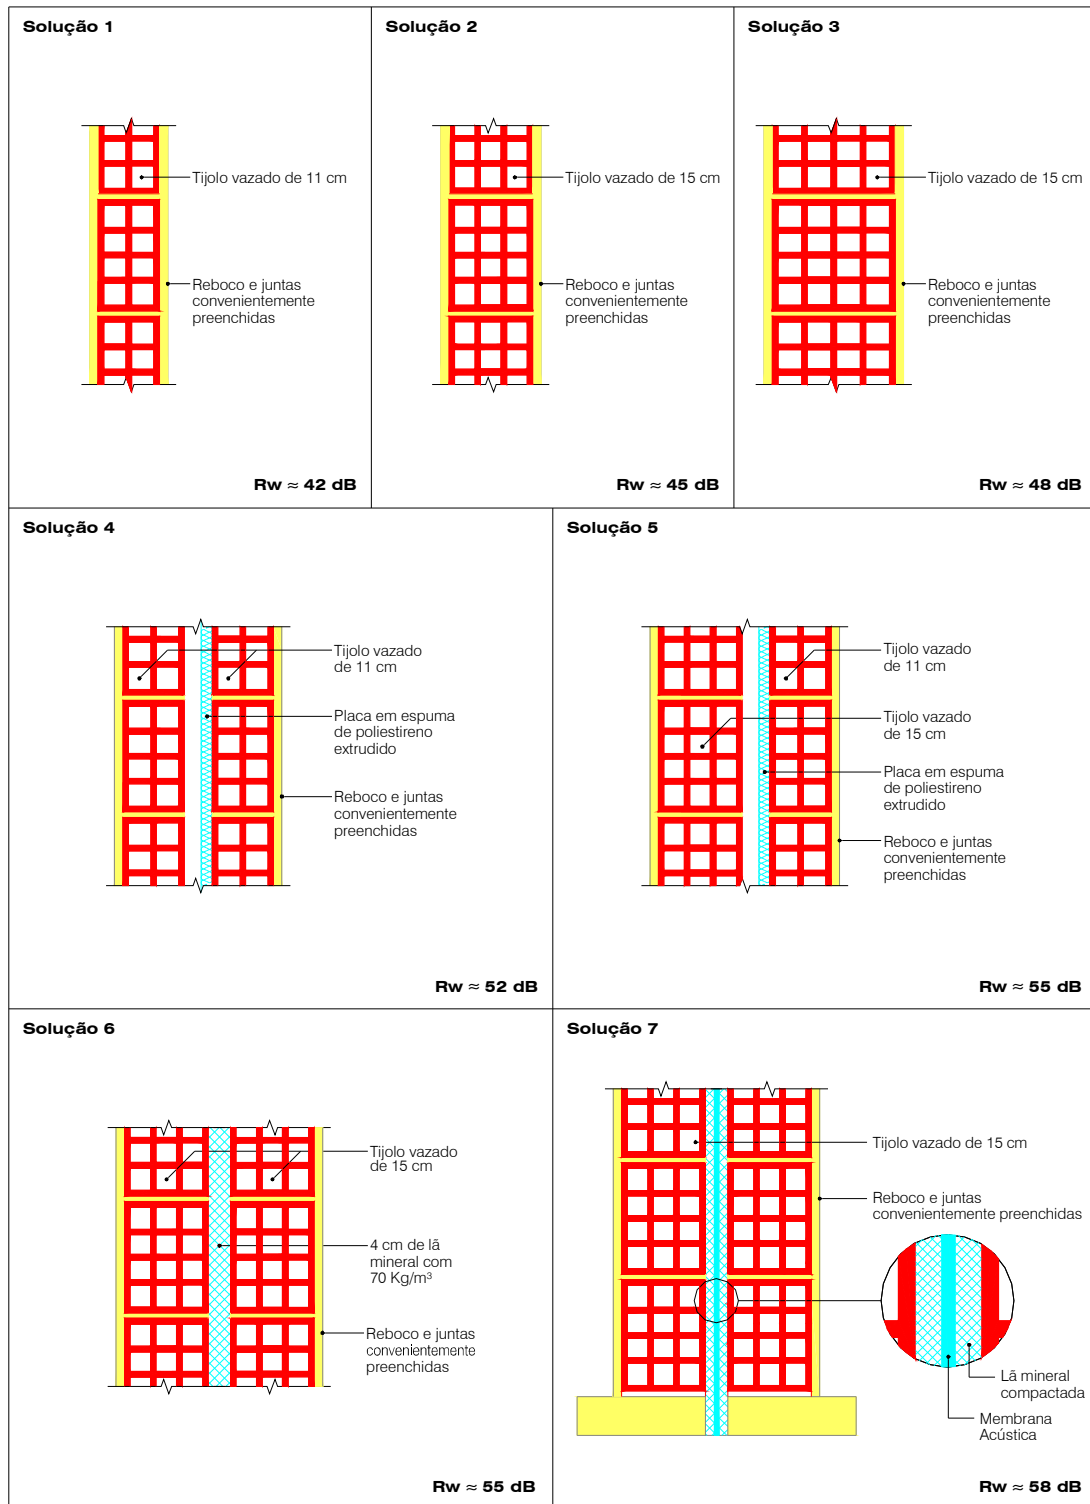 Solução 1
Tijolo vazado de 11 cm
Reboco e juntas
convenientemente
preenchidas
Rw ≈ 42 dB
Solução 2
Tijolo vazado de 15 cm
Reboco e juntas
convenientemente
preenchidas
Rw ≈ 45 dB
Solução 3
Tijolo vazado de 15 cm
Reboco e juntas
convenientemente
preenchidas
Rw ≈ 48 dB
Solução 4
Tijolo vazado
de 11 cm
Placa em espuma
de poliestireno
extrudido
Reboco e juntas
convenientemente
preenchidas
Rw ≈ 52 dB
Solução 5
Tijolo vazado
de 11 cm
Tijolo vazado
de 15 cm
Placa em espuma
de poliestireno
extrudido
Reboco e juntas
convenientemente
preenchidas
Rw ≈ 55 dB
Solução 6
Tijolo vazado
de 15 cm
4 cm de lã
mineral com
70 Kg/m³
Reboco e juntas
convenientemente
preenchidas
Rw ≈ 55 dB
Solução 7
Tijolo vazado de 15 cm
Reboco e juntas
convenientemente preenchidas
Lã mineral
compactada
Membrana
Acústica
Rw ≈ 58 dB